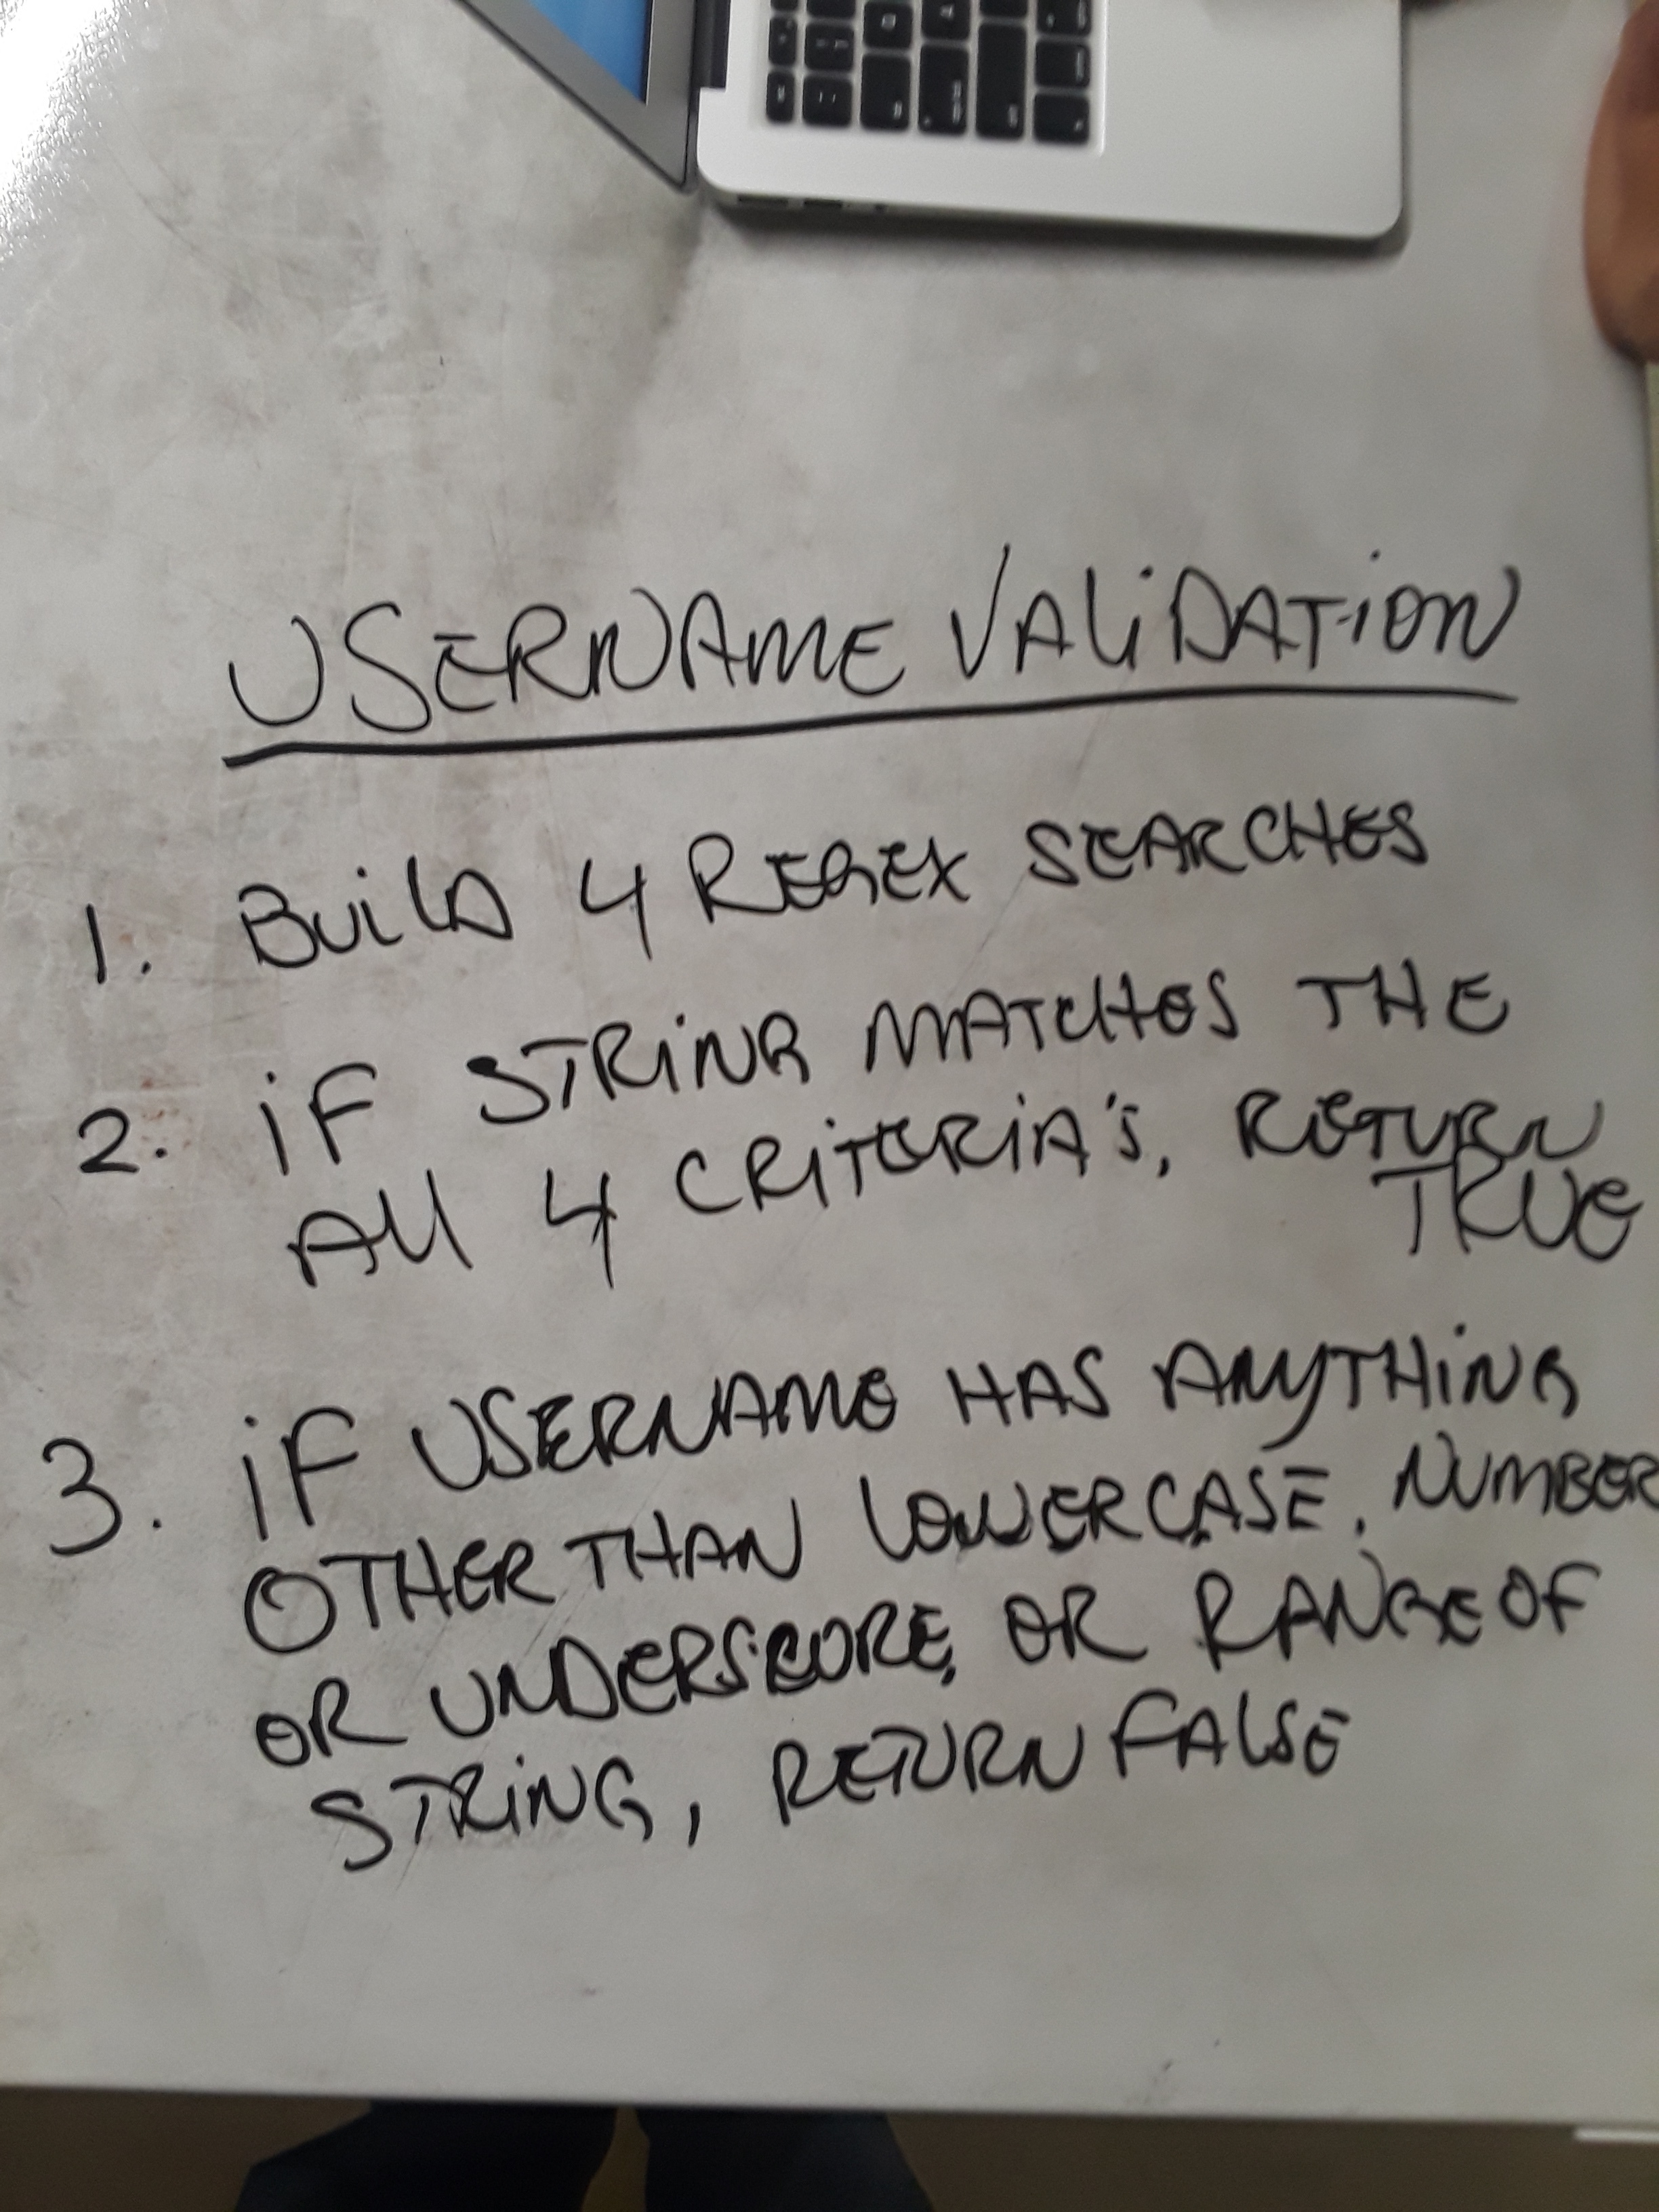 USERNAME VALiDATiON
1. BuiLD 4 REGEX SEARCHES
2. iF STRiNG MATCHES THE
All 4 CRiTERiA's, RETURN
TRUE
3. iF USERNAME HAS ANYTHiNG
OTHER THAN LOWERCASE, NUMBER
OR UNDERSCORE, OR RANGE OF
STRiNG, RETURN FALSE